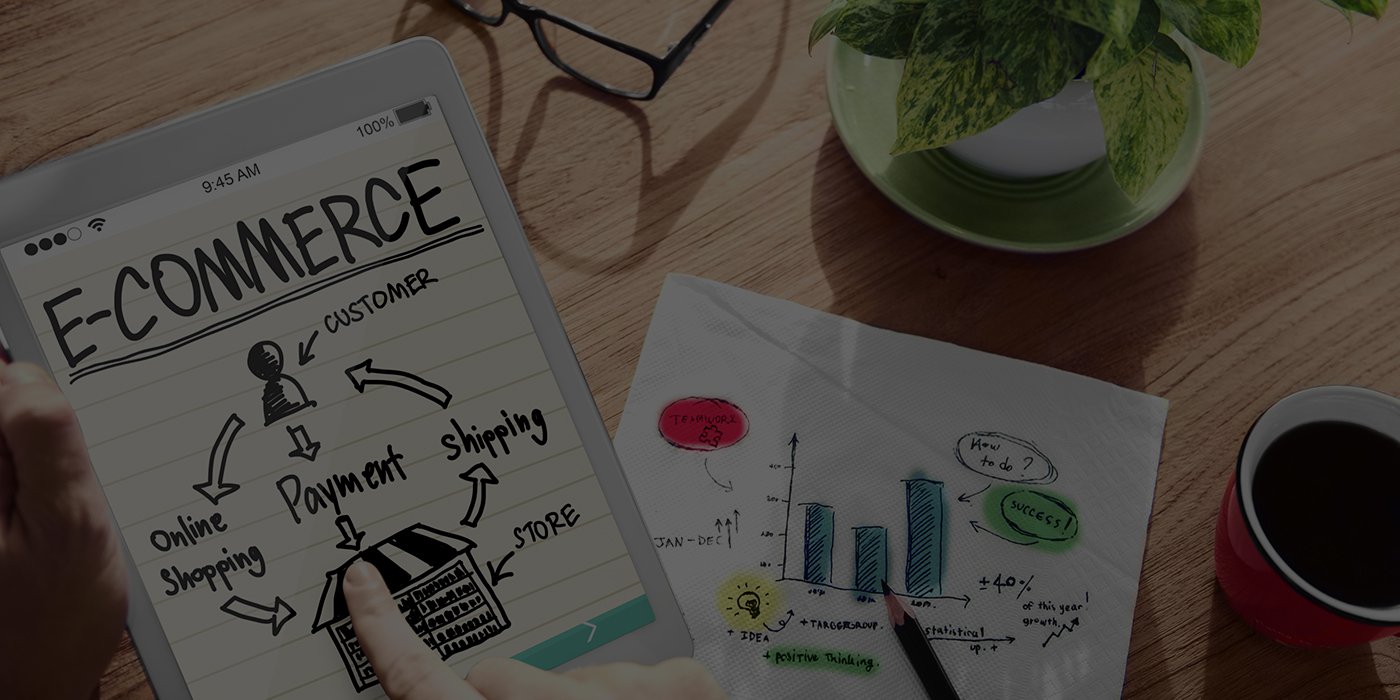 9:45 AM
100%
E-COMMERCE
CUSTOMER
Payment
Shipping
Online
Shopping
STORE
TEAMWORK
How
to do ?
SUCCESS!
JAN-DEC
+40%
of this year!
growth.
+ IDEA
+ TARGETGROUP.
statistical
up. +
+ positive Thinking.